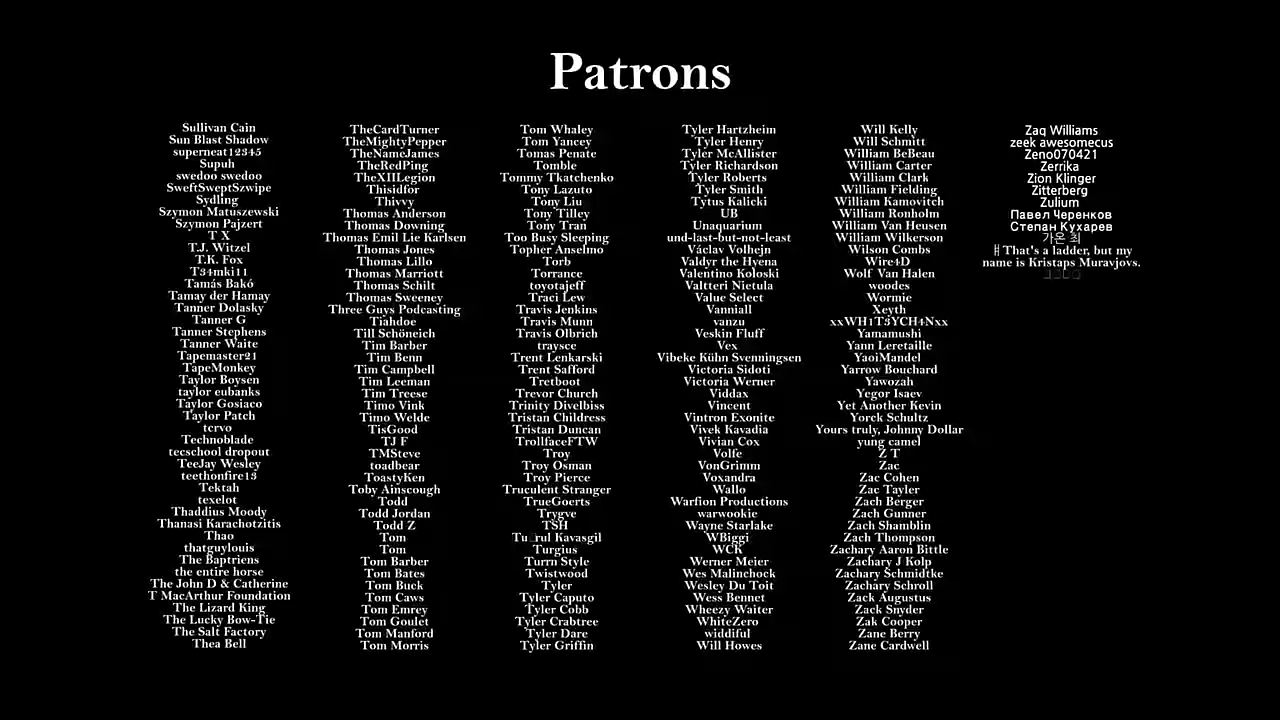 Patrons
Sullivan Cain
Sun Blast Shadow
superneat12345
Supuh
swedoo swedoo
SweftSweptSzwipe
Sydling
Szymon Matuszewski
Szymon Pajzert
T X
T.J. Witzel
T.K. Fox
T34mki11
Tamás Bakó
Tamay der Hamay
Tanner Dolasky
Tanner G
Tanner Stephens
Tanner Waite
Tapemaster21
TapeMonkey
Taylor Boysen
taylor eubanks
Taylor Gosiaco
Taylor Patch
tcrvo
Technoblade
tecschool dropout
TeeJay Wesley
teethonfire13
Tektah
texelot
Thaddius Moody
Thanasi Karachotzitis
Thao
thatguylouis
The Baptriens
the entire horse
The John D & Catherine
T MacArthur Foundation
The Lizard King
The Lucky Bow-Tie
The Salt Factory
Thea Bell
TheCardTurner
TheMightyPepper
TheNameJames
TheRedPing
TheXIILegion
Thisidfor
Thivvy
Thomas Anderson
Thomas Downing
Thomas Emil Lie Karlsen
Thomas Jones
Thomas Lillo
Thomas Marriott
Thomas Schilt
Thomas Sweeney
Three Guys Podcasting
Tiahdoe
Till Schöneich
Tim Barber
Tim Benn
Tim Campbell
Tim Leeman
Tim Treese
Timo Vink
Timo Welde
TisGood
TJ F
TMSteve
toadbear
ToastyKen
Toby Ainscough
Todd
Todd Jordan
Todd Z
Tom
Tom
Tom Barber
Tom Bates
Tom Buck
Tom Caws
Tom Emrey
Tom Goulet
Tom Manford
Tom Morris
Tom Whaley
Tom Yancey
Tomas Penate
Tomble
Tommy Tkatchenko
Tony Lazuto
Tony Liu
Tony Tilley
Tony Tran
Too Busy Sleeping
Topher Anselmo
Torb
Torrance
toyotajeff
Traci Lew
Travis Jenkins
Travis Munn
Travis Olbrich
traysce
Trent Lenkarski
Trent Safford
Tretboot
Trevor Church
Trinity Divelbiss
Tristan Childress
Tristan Duncan
TrollfaceFTW
Troy
Troy Osman
Troy Pierce
Truculent Stranger
TrueGoerts
Trygve
TSH
Tu□rul Kavasgil
Turgius
Turrn Style
Twistwood
Tyler
Tyler Caputo
Tyler Cobb
Tyler Crabtree
Tyler Dare
Tyler Griffin
Tyler Hartzheim
Tyler Henry
Tyler McAllister
Tyler Richardson
Tyler Roberts
Tyler Smith
Tytus Kalicki
UB
Unaquarium
und-last-but-not-least
Václav Volhejn
Valdyr the Hyena
Valentino Koloski
Valtteri Nietula
Value Select
Vanniall
vanzu
Veskin Fluff
Vex
Vibeke Kühn Svenningsen
Victoria Sidoti
Victoria Werner
Viddax
Vincent
Vintron Exonite
Vivek Kavadia
Vivian Cox
Volfe
VonGrimm
Voxandra
Wallo
Warfion Productions
warwookie
Wayne Starlake
WBiggi
WCK
Werner Meier
Wes Malinchock
Wesley Du Toit
Wess Bennet
Wheezy Waiter
WhiteZero
widdiful
Will Howes
Will Kelly
Will Schmitt
William BeBeau
William Carter
William Clark
William Fielding
William Kamovitch
William Ronholm
William Van Heusen
William Wilkerson
Wilson Combs
Wire4D
Wolf Van Halen
woodes
Wormie
Xeyth
xxWH1T3YCH4Nxx
Yamamushi
Yann Leretaille
YaoiMandel
Yarrow Bouchard
Yawozah
Yegor Isaev
Yet Another Kevin
Yorck Schultz
Yours truly, Johnny Dollar
yung camel
Z T
Zac
Zac Cohen
Zac Tayler
Zach Berger
Zach Gunner
Zach Shamblin
Zach Thompson
Zachary Aaron Bittle
Zachary J Kolp
Zachary Schmidtke
Zachary Schroll
Zack Augustus
Zack Snyder
Zak Cooper
Zane Berry
Zane Cardwell
Zaq Williams
zeek awesomecus
Zeno070421
Zerrika
Zion Klinger
Zitterberg
Zulium
Павел Черенков
Степан Кухарев
가온 최
ㅐThat's a ladder, but my
name is Kristaps Muravjovs.
□□□□